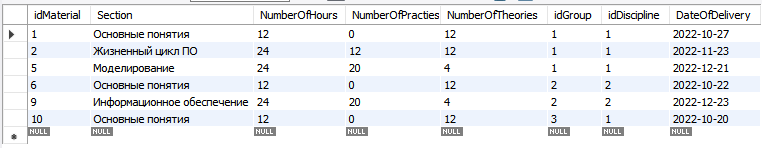 idMaterial Section NumberOfHours NumberOfPracties NumberOfTheories idGroup idDiscipline DateOfDelivery
1 Основные понятия 12 0 12 1 1 2022-10-27
2 Жизненный цикл ПО 24 12 12 1 1 2022-11-23
5 Моделирование 24 20 4 1 1 2022-12-21
6 Основные понятия 12 0 12 2 2 2022-10-22
9 Информационное обеспечение 24 20 4 2 2 2022-12-23
10 Основные понятия 12 0 12 3 1 2022-10-20
NULL NULL NULL NULL NULL NULL NULL NULL